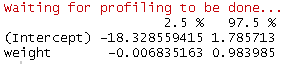 Waiting for profiling to be done...
2.5 % 97.5 %
(Intercept) -18.328559415 1.785713
weight -0.006835163 0.983985